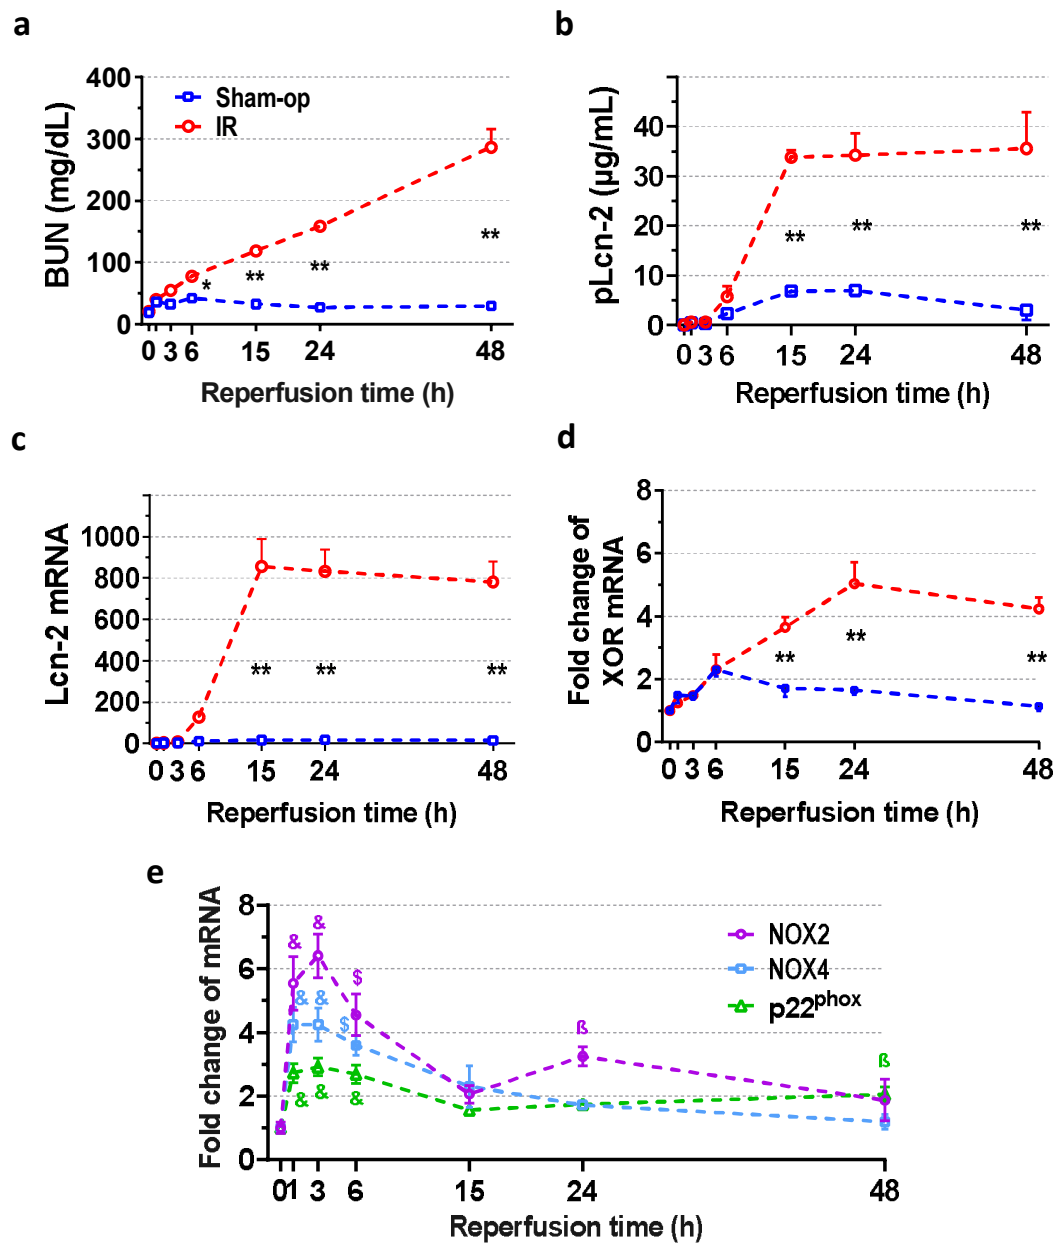 a
400
300
200
100
0
BUN (mg/dL)
Sham-op
IR
*
**
**
**
0 3 6 15 24 48
Reperfusion time (h)
b
40
30
20
10
0
pLcn-2 (µg/mL)
**
**
**
0 3 6 15 24 48
Reperfusion time (h)
c
1000
800
600
400
200
0
Lcn-2 mRNA
**
**
**
0 3 6 15 24 48
Reperfusion time (h)
d
8
6
4
2
0
Fold change of
XOR mRNA
**
**
**
0 3 6 15 24 48
Reperfusion time (h)
e
8
6
4
2
0
Fold change of mRNA
& & $ ß
& & $
& & & ß
NOX2
NOX4
p22phox
0 1 3 6 15 24 48
Reperfusion time (h)